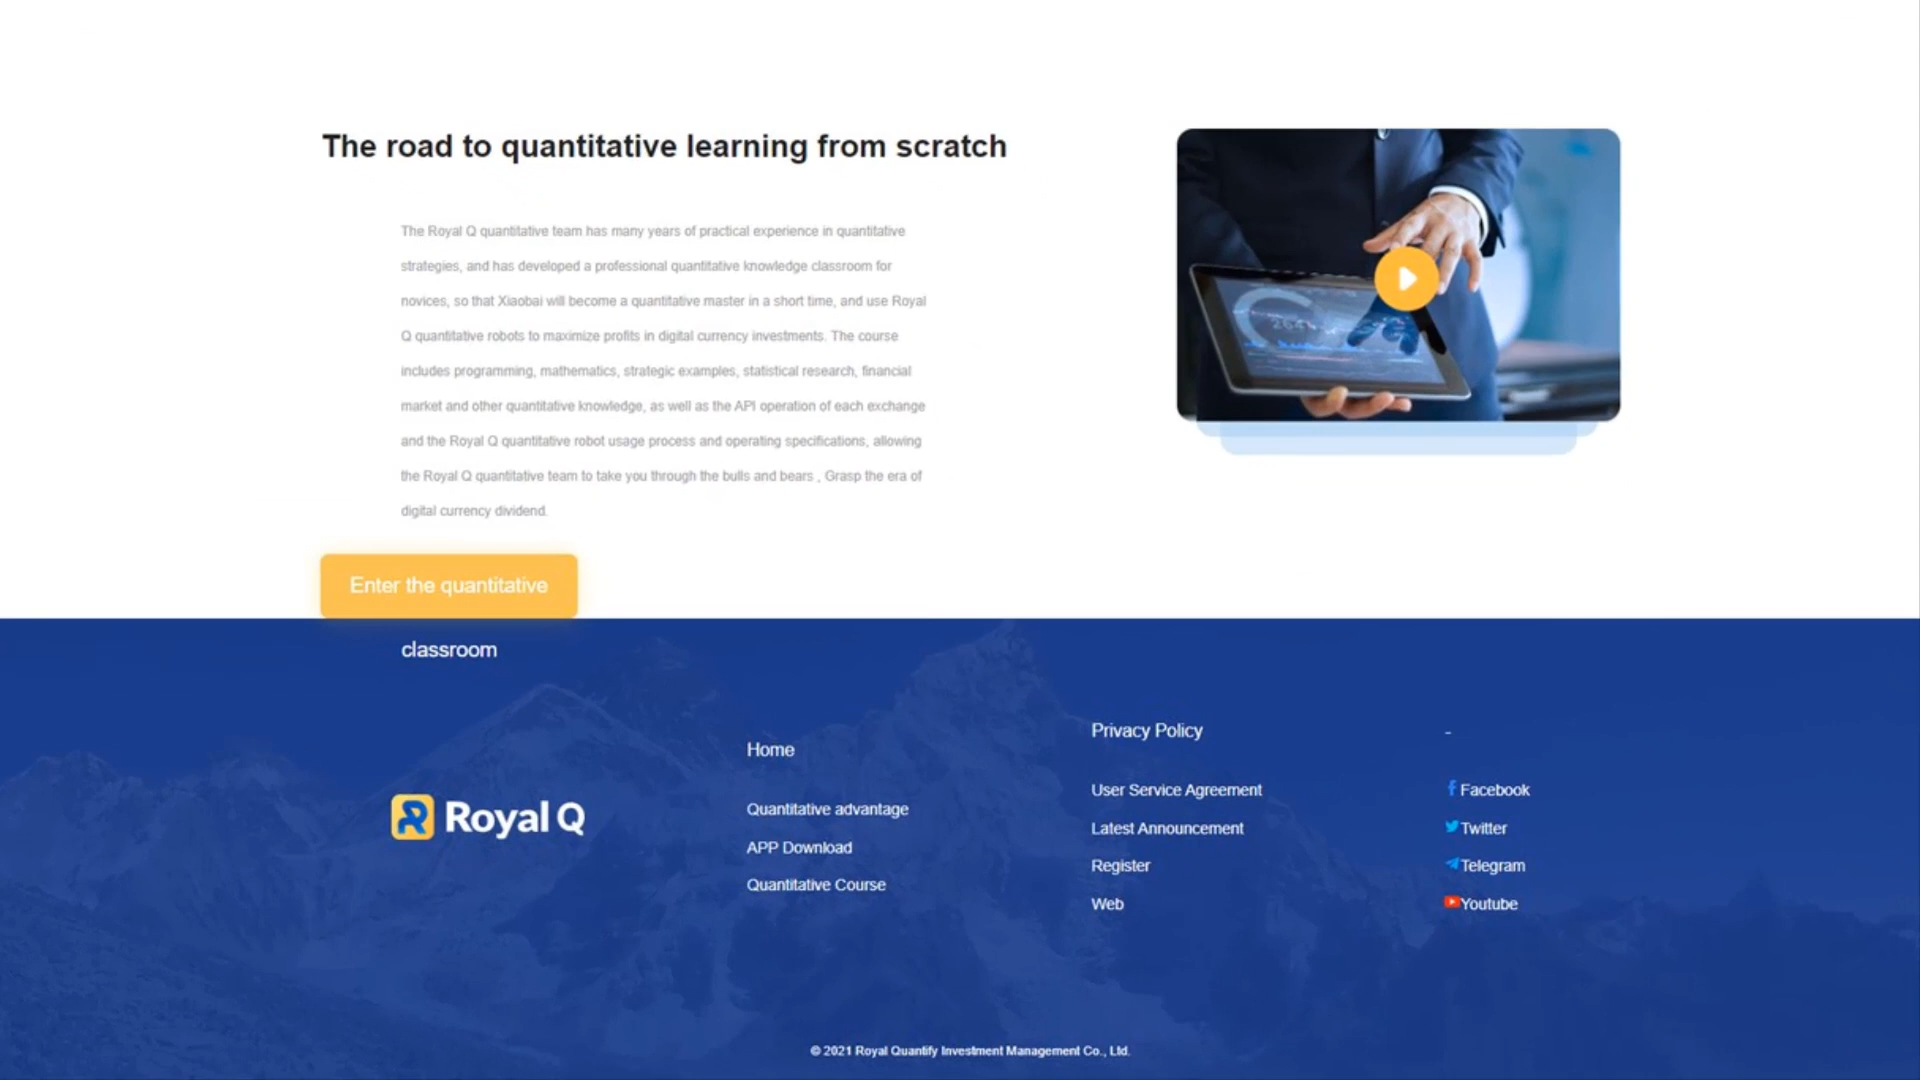 The road to quantitative learning from scratch
The Royal Q quantitative team has many years of practical experience in quantitative
strategies, and has developed a professional quantitative knowledge classroom for
novices, so that Xiaobai will become a quantitative master in a short time, and use Royal
Q quantitative robots to maximize profits in digital currency investments. The course
includes programming, mathematics, strategic examples, statistical research, financial
market and other quantitative knowledge, as well as the API operation of each exchange
and the Royal Q quantitative robot usage process and operating specifications, allowing
the Royal Q quantitative team to take you through the bulls and bears , Grasp the era of
digital currency dividend.
Enter the quantitative
classroom
Royal Q
Home
Quantitative advantage
APP Download
Quantitative Course
Privacy Policy
User Service Agreement
Latest Announcement
Register
Web
-
Facebook
Twitter
Telegram
Youtube
© 2021 Royal Quantify Investment Management Co., Ltd.